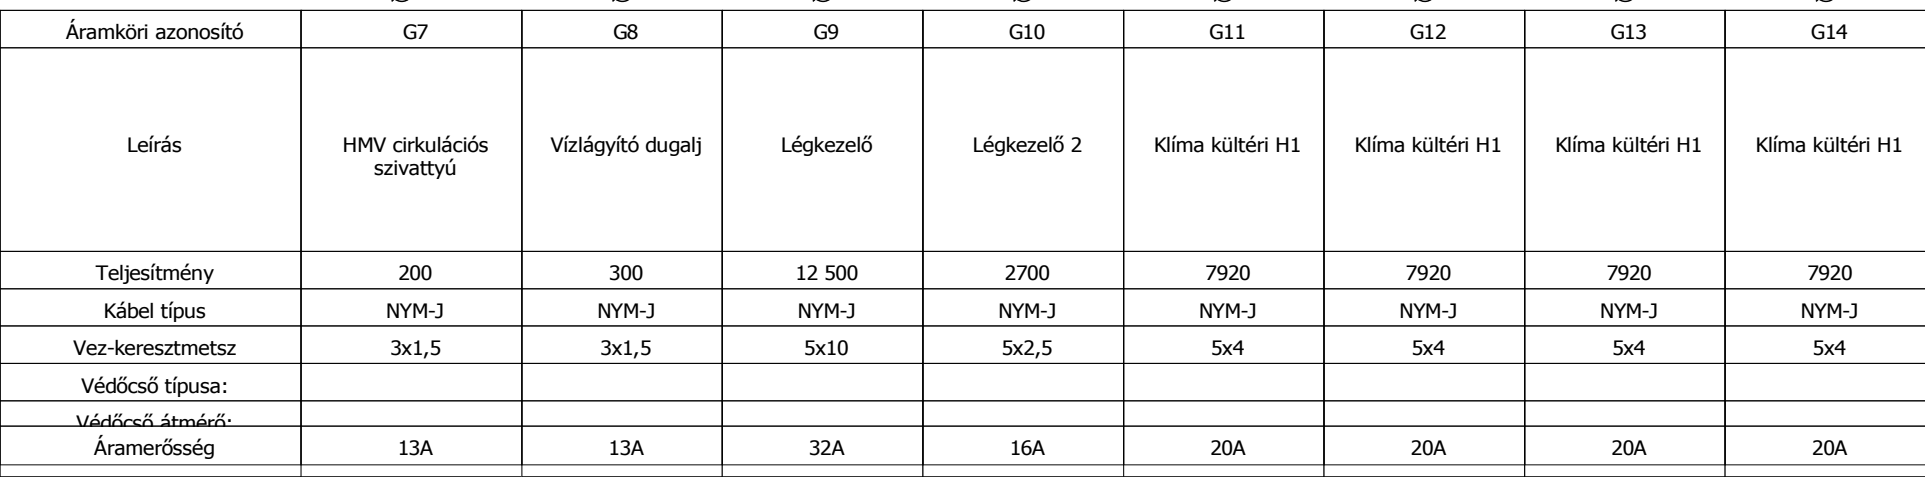 Áramköri azonosító G7 G8 G9 G10 G11 G12 G13 G14
Leírás HMV cirkulációs szivattyú Vízlágyító dugalj Légkezelő Légkezelő 2 Klíma kültéri H1 Klíma kültéri H1 Klíma kültéri H1 Klíma kültéri H1
Teljesítmény 200 300 12 500 2700 7920 7920 7920 7920
Kábel típus NYM-J NYM-J NYM-J NYM-J NYM-J NYM-J NYM-J NYM-J
Vez-keresztmetsz 3x1,5 3x1,5 5x10 5x2,5 5x4 5x4 5x4 5x4
Védőcső típusa:
Védőcső átmérő:
Áramerősség 13A 13A 32A 16A 20A 20A 20A 20A